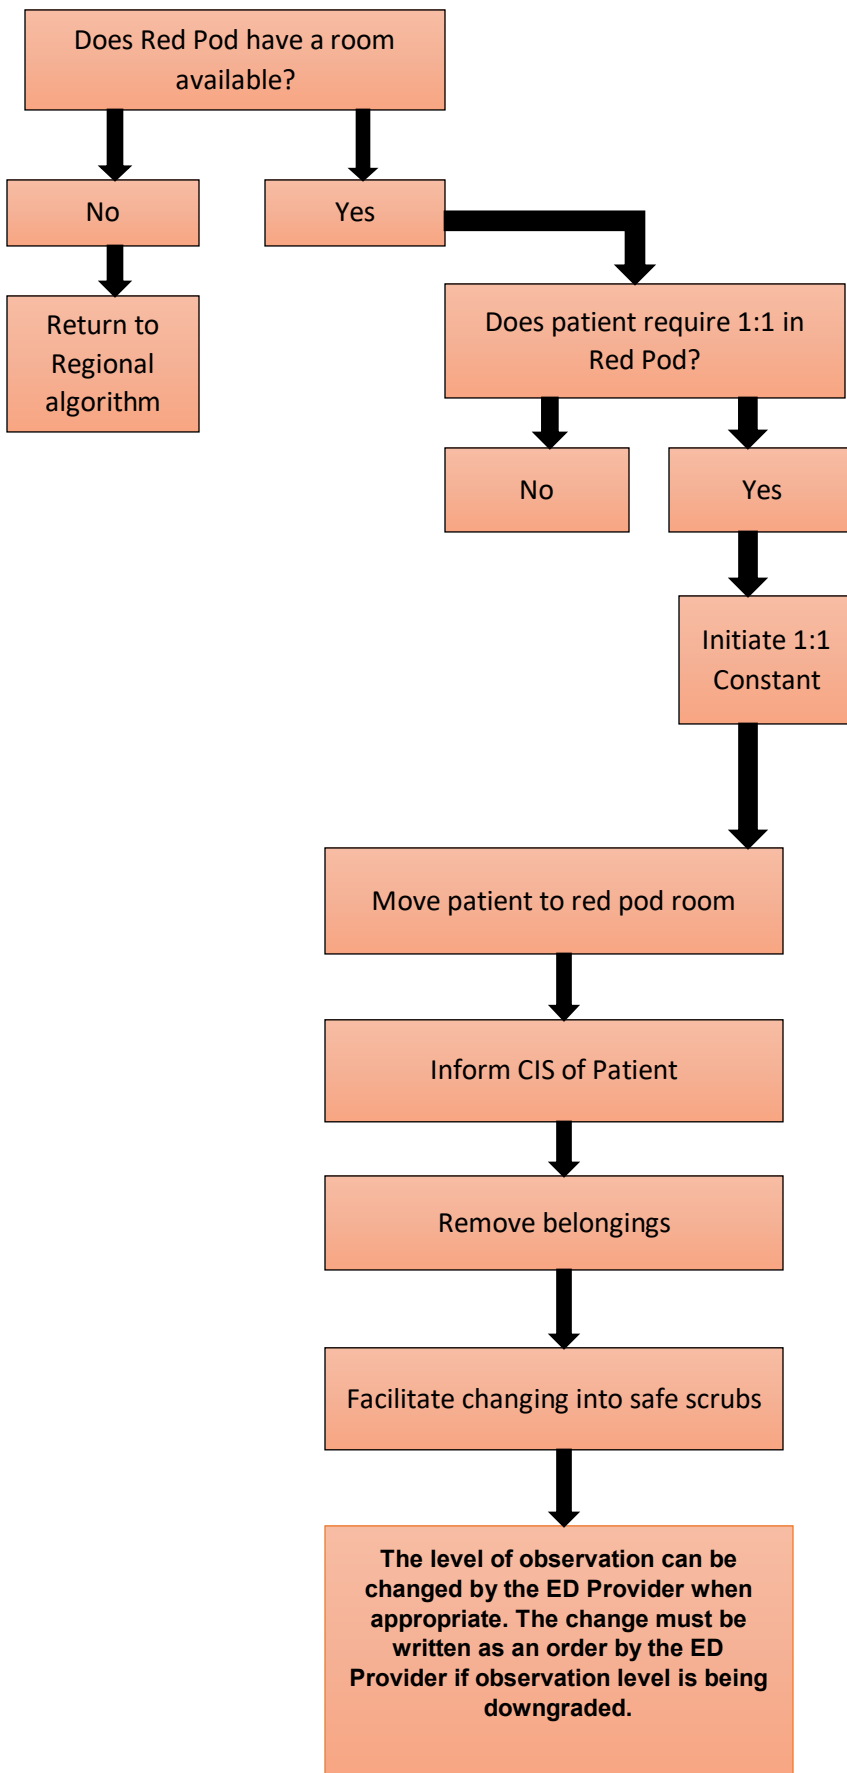 Does Red Pod have a room
available?
No
Yes
Return to
Regional
algorithm
Does patient require 1:1 in
Red Pod?
No
Yes
Initiate 1:1
Constant
Move patient to red pod room
Inform CIS of Patient
Remove belongings
Facilitate changing into safe scrubs
The level of observation can be
changed by the ED Provider when
appropriate. The change must be
written as an order by the ED
Provider if observation level is being
downgraded.